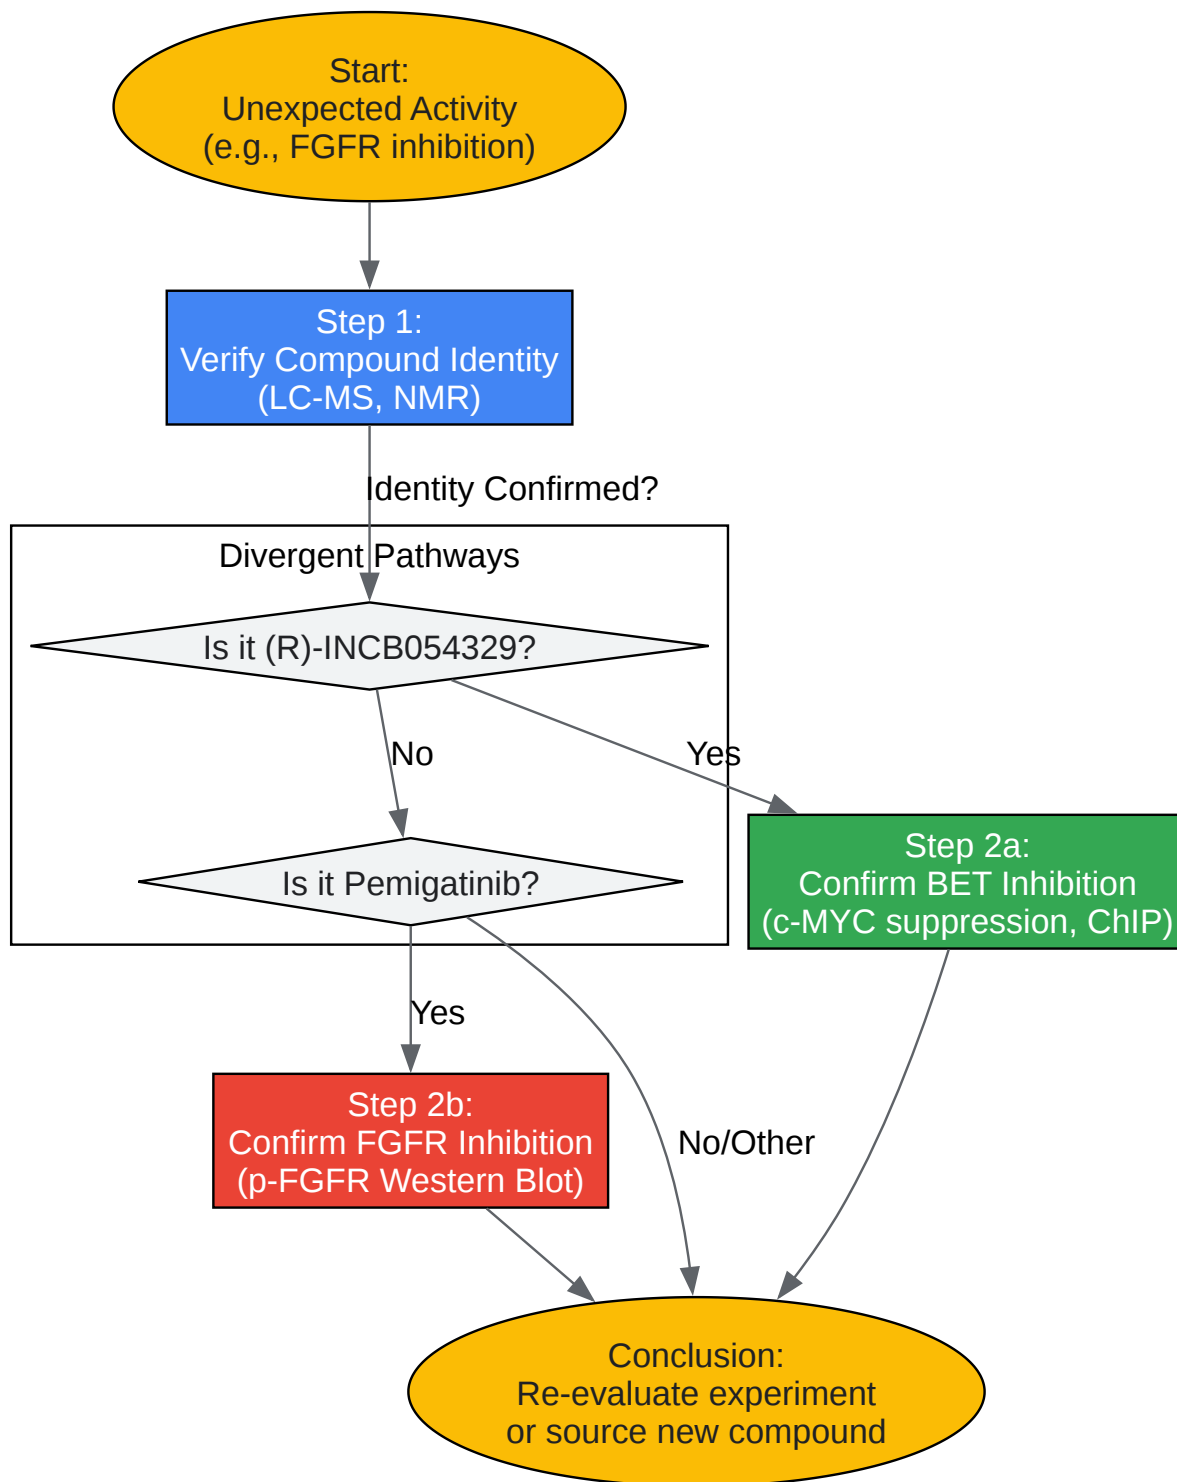 Start:
Unexpected Activity
(e.g., FGFR inhibition)
Step 1:
Verify Compound Identity
(LC-MS, NMR)
Identity Confirmed?
Divergent Pathways
Is it (R)-INCB054329?
No
Yes
Step 2a:
Confirm BET Inhibition
(c-MYC suppression, ChIP)
Is it Pemigatinib?
Yes
Step 2b:
Confirm FGFR Inhibition
(p-FGFR Western Blot)
No/Other
Conclusion:
Re-evaluate experiment
or source new compound